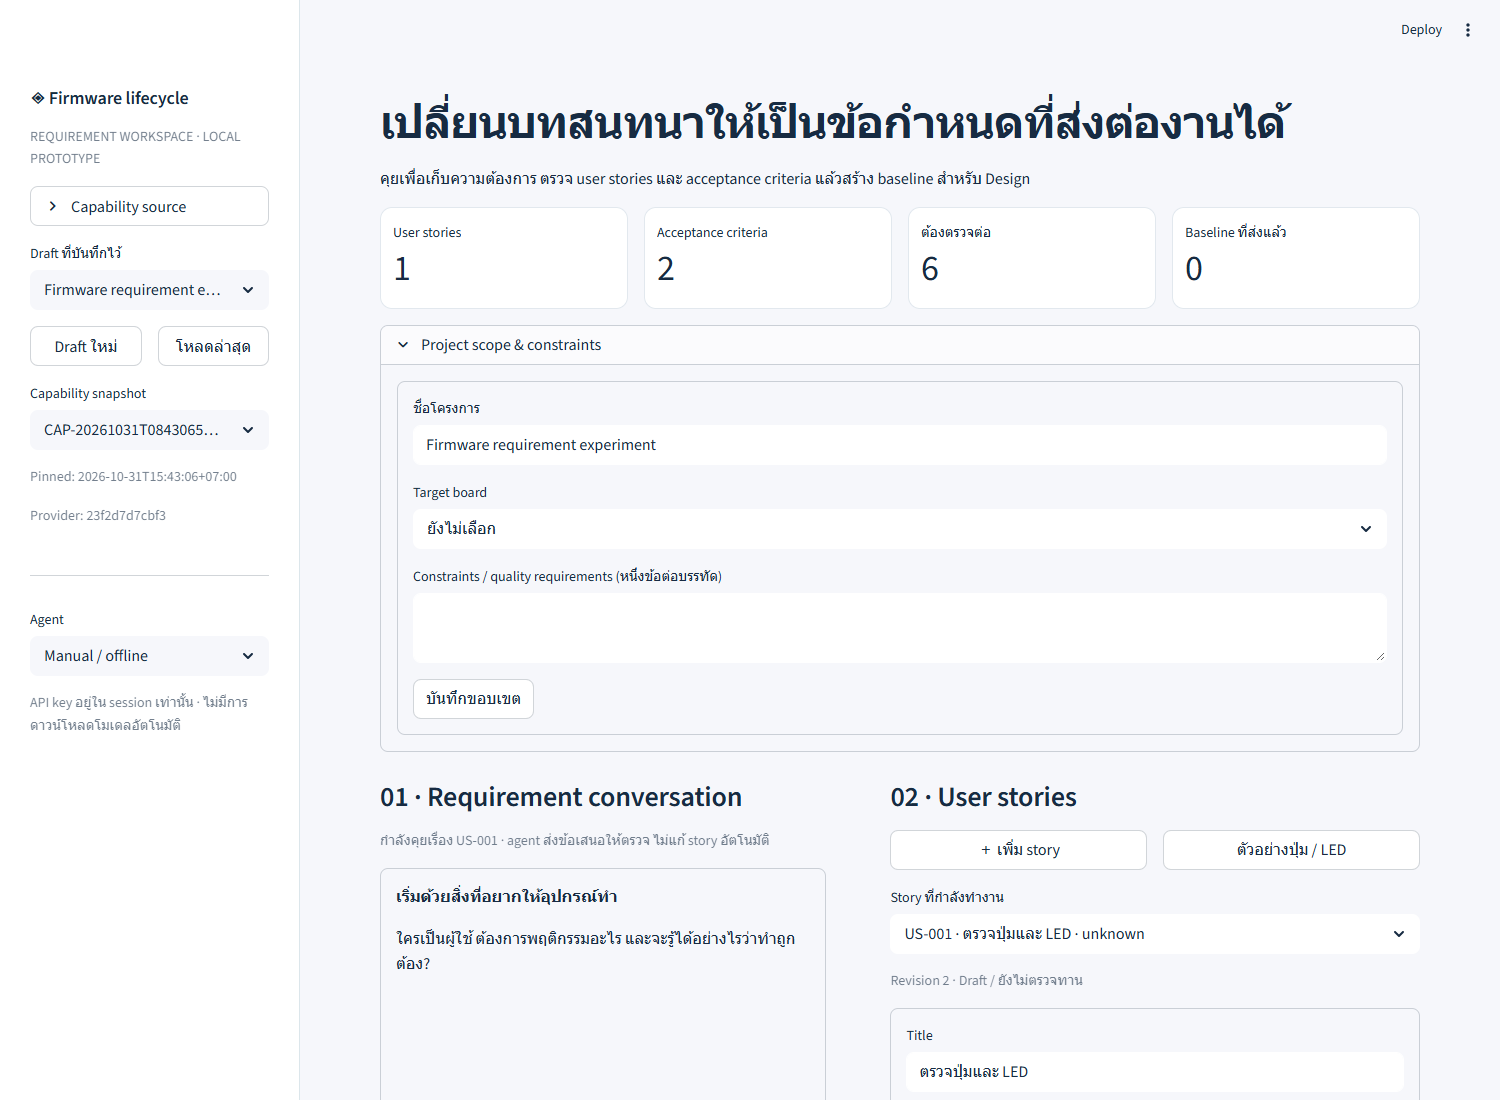 Deploy
Firmware lifecycle
REQUIREMENT WORKSPACE · LOCAL
PROTOTYPE
Capability source
Draft ที่บันทึกไว้
Firmware requirement e...
Draft ใหม่
โหลดล่าสุด
Capability snapshot
CAP-20261031T0843065...
Pinned: 2026-10-31T15:43:06+07:00
Provider: 23f2d7d7cbf3
Agent
Manual / offline
API key อยู่ใน session เท่านั้น · ไม่มีการ
ดาวน์โหลดโมเดลอัตโนมัติ
เปลี่ยนบทสนทนาให้เป็นข้อกำหนดที่ส่งต่องานได้
คุยเพื่อเก็บความต้องการ ตรวจ user stories และ acceptance criteria แล้วสร้าง baseline สำหรับ Design
User stories
1
Acceptance criteria
2
ต้องตรวจต่อ
6
Baseline ที่ส่งแล้ว
0
Project scope & constraints
ชื่อโครงการ
Firmware requirement experiment
Target board
ยังไม่เลือก
Constraints / quality requirements (หนึ่งข้อต่อบรรทัด)
บันทึกขอบเขต
01 · Requirement conversation
กำลังคุยเรื่อง US-001 · agent ส่งข้อเสนอให้ตรวจ ไม่แก้ story อัตโนมัติ
เริ่มด้วยสิ่งที่อยากให้อุปกรณ์ทำ
ใครเป็นผู้ใช้ ต้องการพฤติกรรมอะไร และจะรู้ได้อย่างไรว่าทำถูก
ต้อง?
02 · User stories
+ เพิ่ม story
ตัวอย่างปุ่ม / LED
Story ที่กำลังทำงาน
US-001 · ตรวจปุ่มและ LED · unknown
Revision 2 · Draft / ยังไม่ตรวจทาน
Title
ตรวจปุ่มและ LED